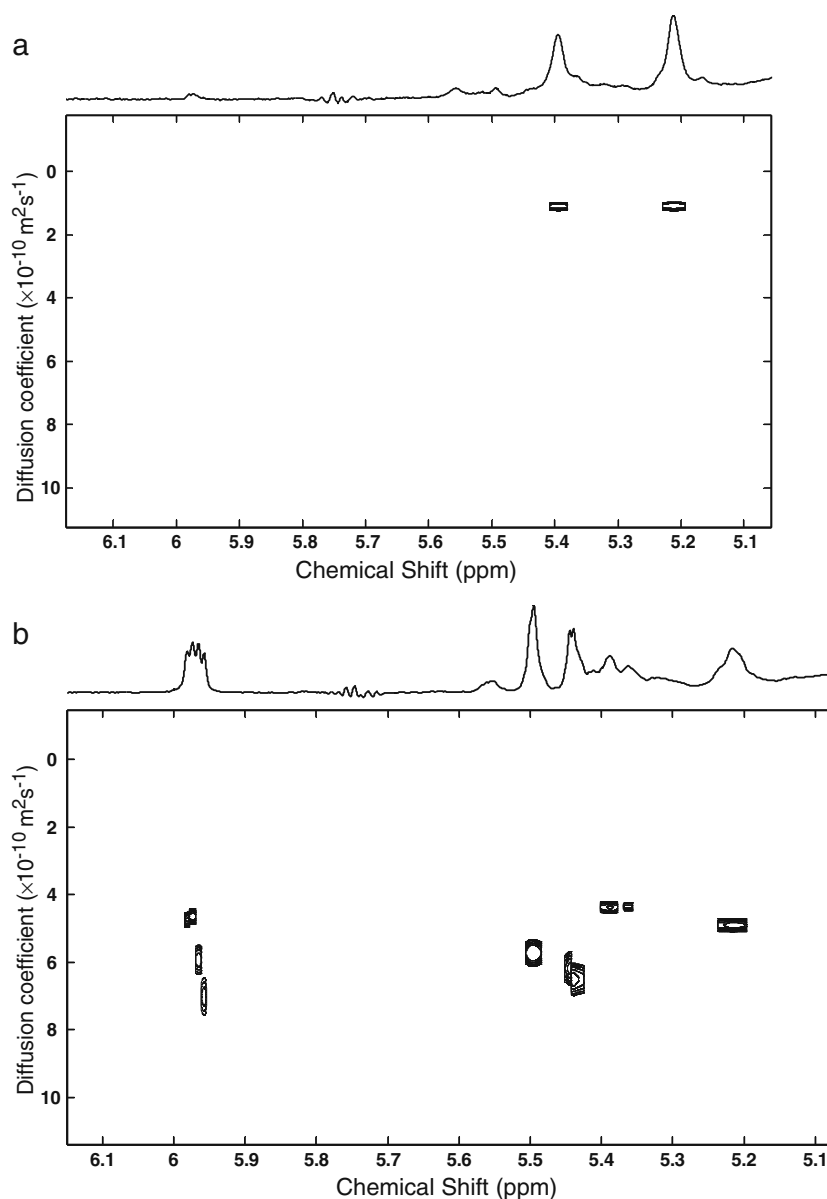 a
Diffusion coefficient (×10⁻¹⁰ m²s⁻¹)
0
2
4
6
8
10
6.1 6 5.9 5.8 5.7 5.6 5.5 5.4 5.3 5.2 5.1
Chemical Shift (ppm)
b
Diffusion coefficient (×10⁻¹⁰ m²s⁻¹)
0
2
4
6
8
10
6.1 6 5.9 5.8 5.7 5.6 5.5 5.4 5.3 5.2 5.1
Chemical Shift (ppm)